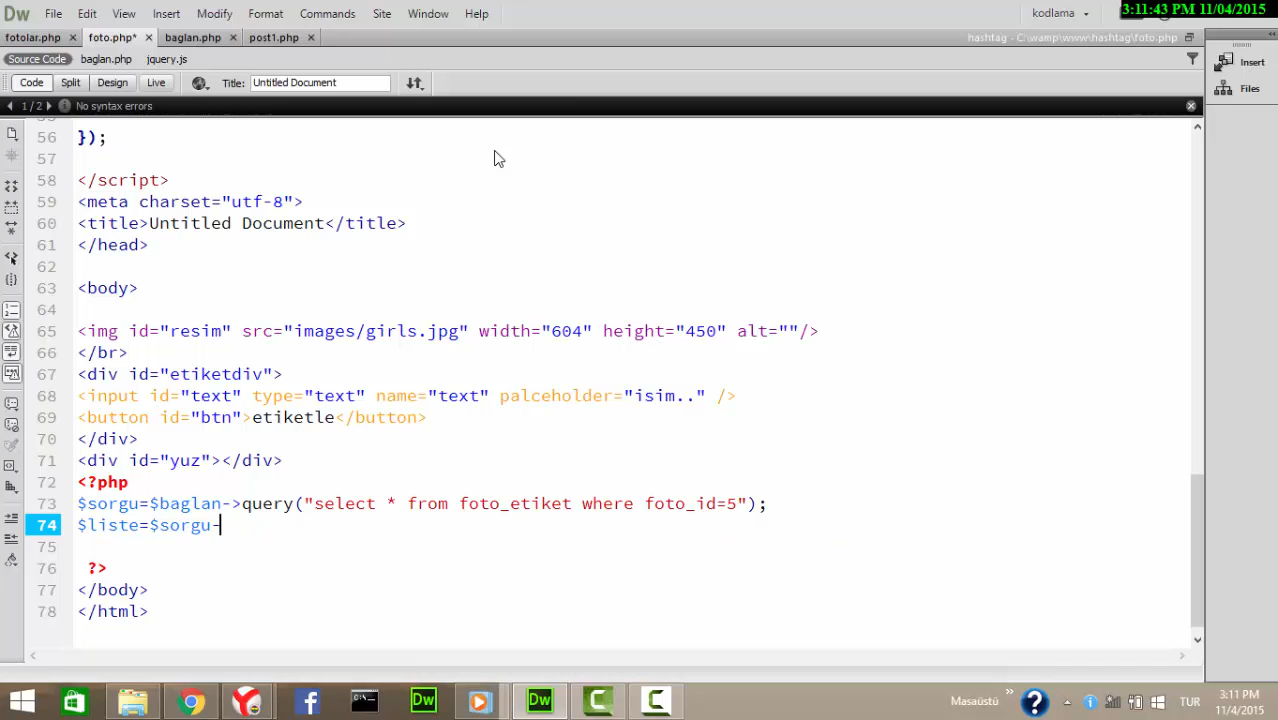 Dw File Edit View Insert Modify Format Commands Site Window Help kodlama 3:11:43 PM 11/04/2015
fotolar.php × foto.php* × baglan.php × post1.php × hashtag - C:\wamp\www\hashtag\foto.php
Source Code baglan.php jquery.js
Code Split Design Live Title: Untitled Document
1 / 2 No syntax errors
Insert
Files
56 });
57
58 </script>
59 <meta charset="utf-8">
60 <title>Untitled Document</title>
61 </head>
62
63 <body>
64
65 <img id="resim" src="images/girls.jpg" width="604" height="450" alt=""/>
66 </br>
67 <div id="etiketdiv">
68 <input id="text" type="text" name="text" palceholder="isim.." />
69 <button id="btn">etiketle</button>
70 </div>
71 <div id="yuz"></div>
72 <?php
73 $sorgu=$baglan->query("select * from foto_etiket where foto_id=5");
74 $liste=$sorgu-
75
76 ?>
77 </body>
78 </html>
Masaüstü » TUR 3:11 PM
11/4/2015